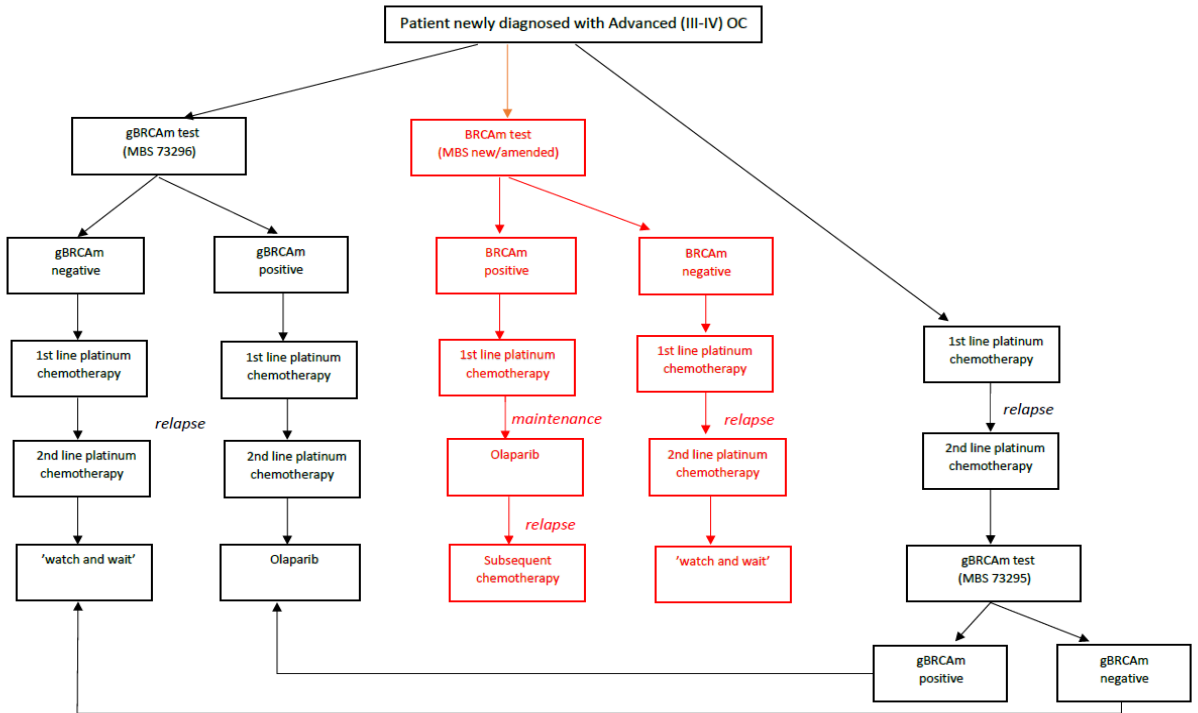 Patient newly diagnosed with Advanced (III-IV) OC
gBRCAm test
(MBS 73296)
BRCAm test
(MBS new/amended)
gBRCAm
negative
gBRCAm
positive
BRCAm
positive
BRCAm
negative
1st line platinum
chemotherapy
1st line platinum
chemotherapy
1st line platinum
chemotherapy
1st line platinum
chemotherapy
1st line platinum
chemotherapy
relapse
maintenance
relapse
relapse
2nd line platinum
chemotherapy
2nd line platinum
chemotherapy
Olaparib
2nd line platinum
chemotherapy
2nd line platinum
chemotherapy
relapse
'watch and wait'
Olaparib
Subsequent
chemotherapy
'watch and wait'
gBRCAm test
(MBS 73295)
gBRCAm
positive
gBRCAm
negative